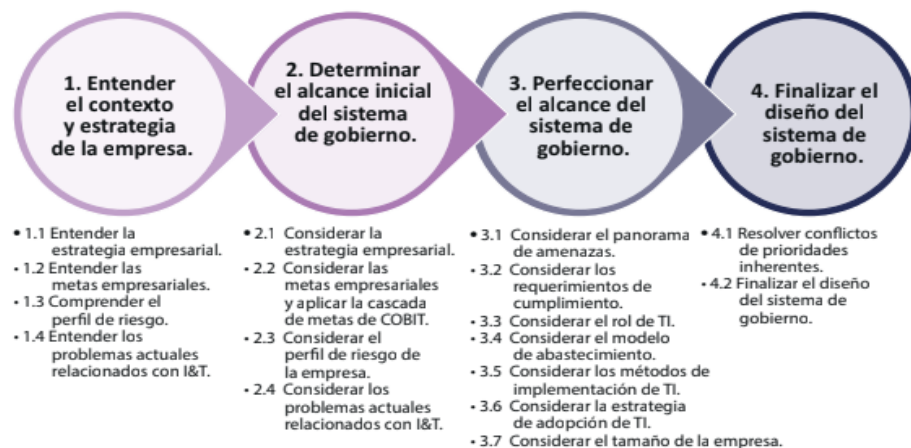 1. Entender
el contexto
y estrategia
de la empresa.
2. Determinar
el alcance inicial
del sistema
de gobierno.
3. Perfeccionar
el alcance del
sistema de
gobierno.
4. Finalizar el
diseño del
sistema de
gobierno.
• 1.1 Entender la
estrategia empresarial.
• 1.2 Entender las
metas empresariales.
• 1.3 Comprender el
perfil de riesgo.
• 1.4 Entender los
problemas actuales
relacionados con I&T.
• 2.1 Considerar la
estrategia empresarial.
• 2.2 Considerar las
metas empresariales
y aplicar la cascada
de metas de COBIT.
• 2.3 Considerar el
perfil de riesgo de
la empresa.
• 2.4 Considerar los
problemas actuales
relacionados con I&T.
• 3.1 Considerar el panorama
de amenazas.
• 3.2 Considerar los
requerimientos de
cumplimiento.
• 3.3 Considerar el rol de TI.
• 3.4 Considerar el modelo
de abastecimiento.
• 3.5 Considerar los métodos de
implementación de TI.
• 3.6 Considerar la estrategia
de adopción de TI.
• 3.7 Considerar el tamaño de la empresa.
• 4.1 Resolver conflictos
de prioridades
inherentes.
• 4.2 Finalizar el diseño
del sistema de
gobierno.